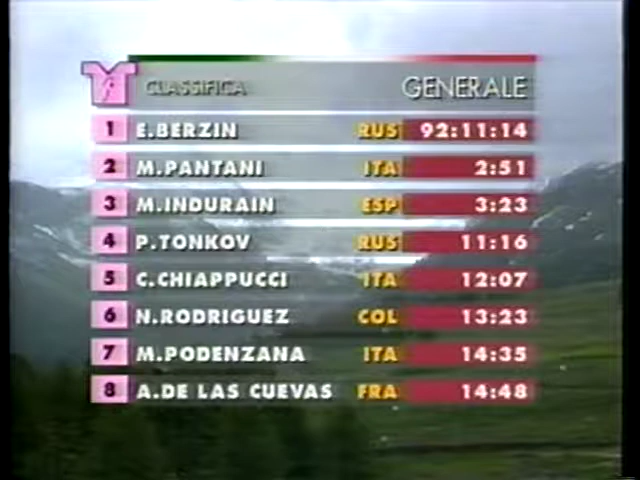 CLASSIFICA GENERALE
1 E.BERZIN RUS 92:11:14
2 M.PANTANI ITA 2:51
3 M.INDURAIN ESP 3:23
4 P.TONKOV RUS 11:16
5 C.CHIAPPUCCI ITA 12:07
6 N.RODRIGUEZ COL 13:23
7 M.PODENZANA ITA 14:35
8 A.DE LAS CUEVAS FRA 14:48